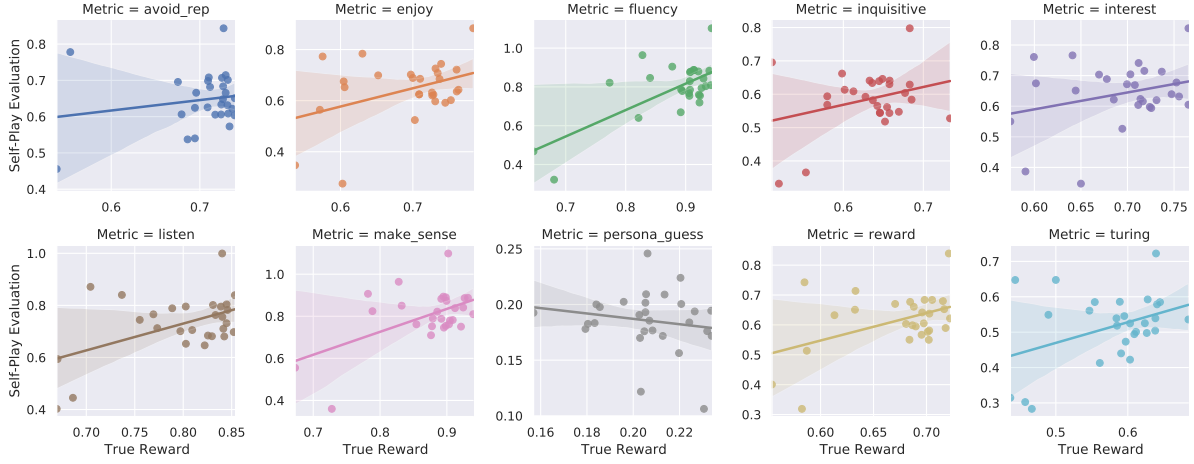 Metric = avoid_rep Metric = enjoy Metric = fluency Metric = inquisitive Metric = interest
Self-Play Evaluation
0.8 0.7 0.6 0.5 0.4
0.8 0.6 0.4
1.0 0.8 0.6 0.4
0.8 0.7 0.6 0.5 0.4
0.8 0.7 0.6 0.5 0.4
0.6 0.7 0.6 0.7 0.7 0.8 0.9 0.6 0.7 0.60 0.65 0.70 0.75
Metric = listen Metric = make_sense Metric = persona_guess Metric = reward Metric = turing
Self-Play Evaluation
1.0 0.8 0.6 0.4
1.0 0.8 0.6 0.4
0.25 0.20 0.15 0.10
0.8 0.7 0.6 0.5 0.4 0.3
0.7 0.6 0.5 0.4 0.3
0.70 0.75 0.80 0.85 0.7 0.8 0.9 0.16 0.18 0.20 0.22 0.60 0.65 0.70 0.5 0.6
True Reward True Reward True Reward True Reward True Reward